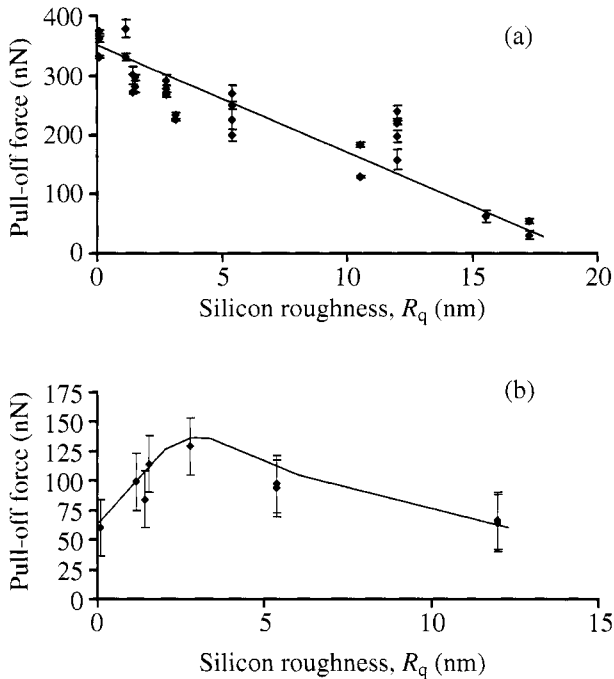 (a)
Pull-off force (nN)
400
300
200
100
0
0 5 10 15 20
Silicon roughness, Rq (nm)
(b)
Pull-off force (nN)
175
150
125
100
75
50
25
0
0 5 10 15
Silicon roughness, Rq (nm)